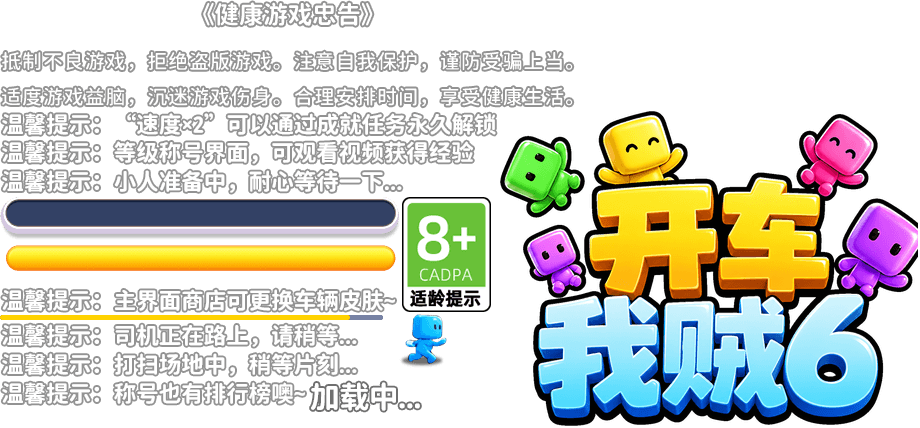 《健康游戏忠告》
抵制不良游戏，拒绝盗版游戏。注意自我保护，谨防受骗上当。
适度游戏益脑，沉迷游戏伤身。合理安排时间，享受健康生活。
温馨提示：“速度×2”可以通过成就任务永久解锁
温馨提示：等级称号界面，可观看视频获得经验
温馨提示：小人准备中，耐心等待一下...
8+
CADPA
适龄提示
温馨提示：主界面商店可更换车辆皮肤~
温馨提示：司机正在路上，请稍等...
温馨提示：打扫场地中，稍等片刻...
温馨提示：称号也有排行榜噢~
加载中...
开车
我贼6